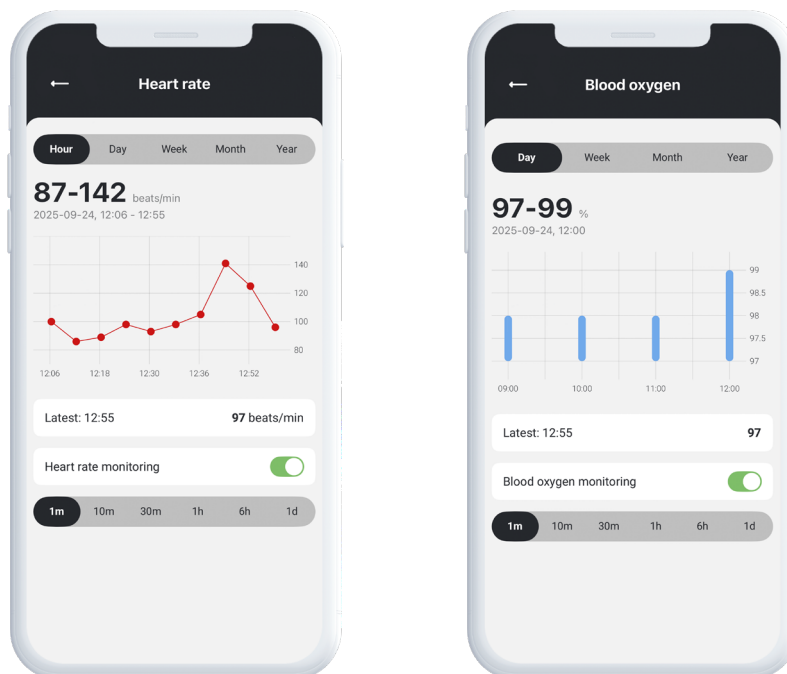 Heart rate
Hour Day Week Month Year
87-142 beats/min
2025-09-24, 12:06 - 12:55
140
120
100
80
12:06 12:18 12:30 12:36 12:52
Latest: 12:55 97 beats/min
Heart rate monitoring
1m 10m 30m 1h 6h 1d
Blood oxygen
Day Week Month Year
97-99 %
2025-09-24, 12:00
99
98.5
98
97.5
97
09:00 10:00 11:00 12:00
Latest: 12:55 97
Blood oxygen monitoring
1m 10m 30m 1h 6h 1d